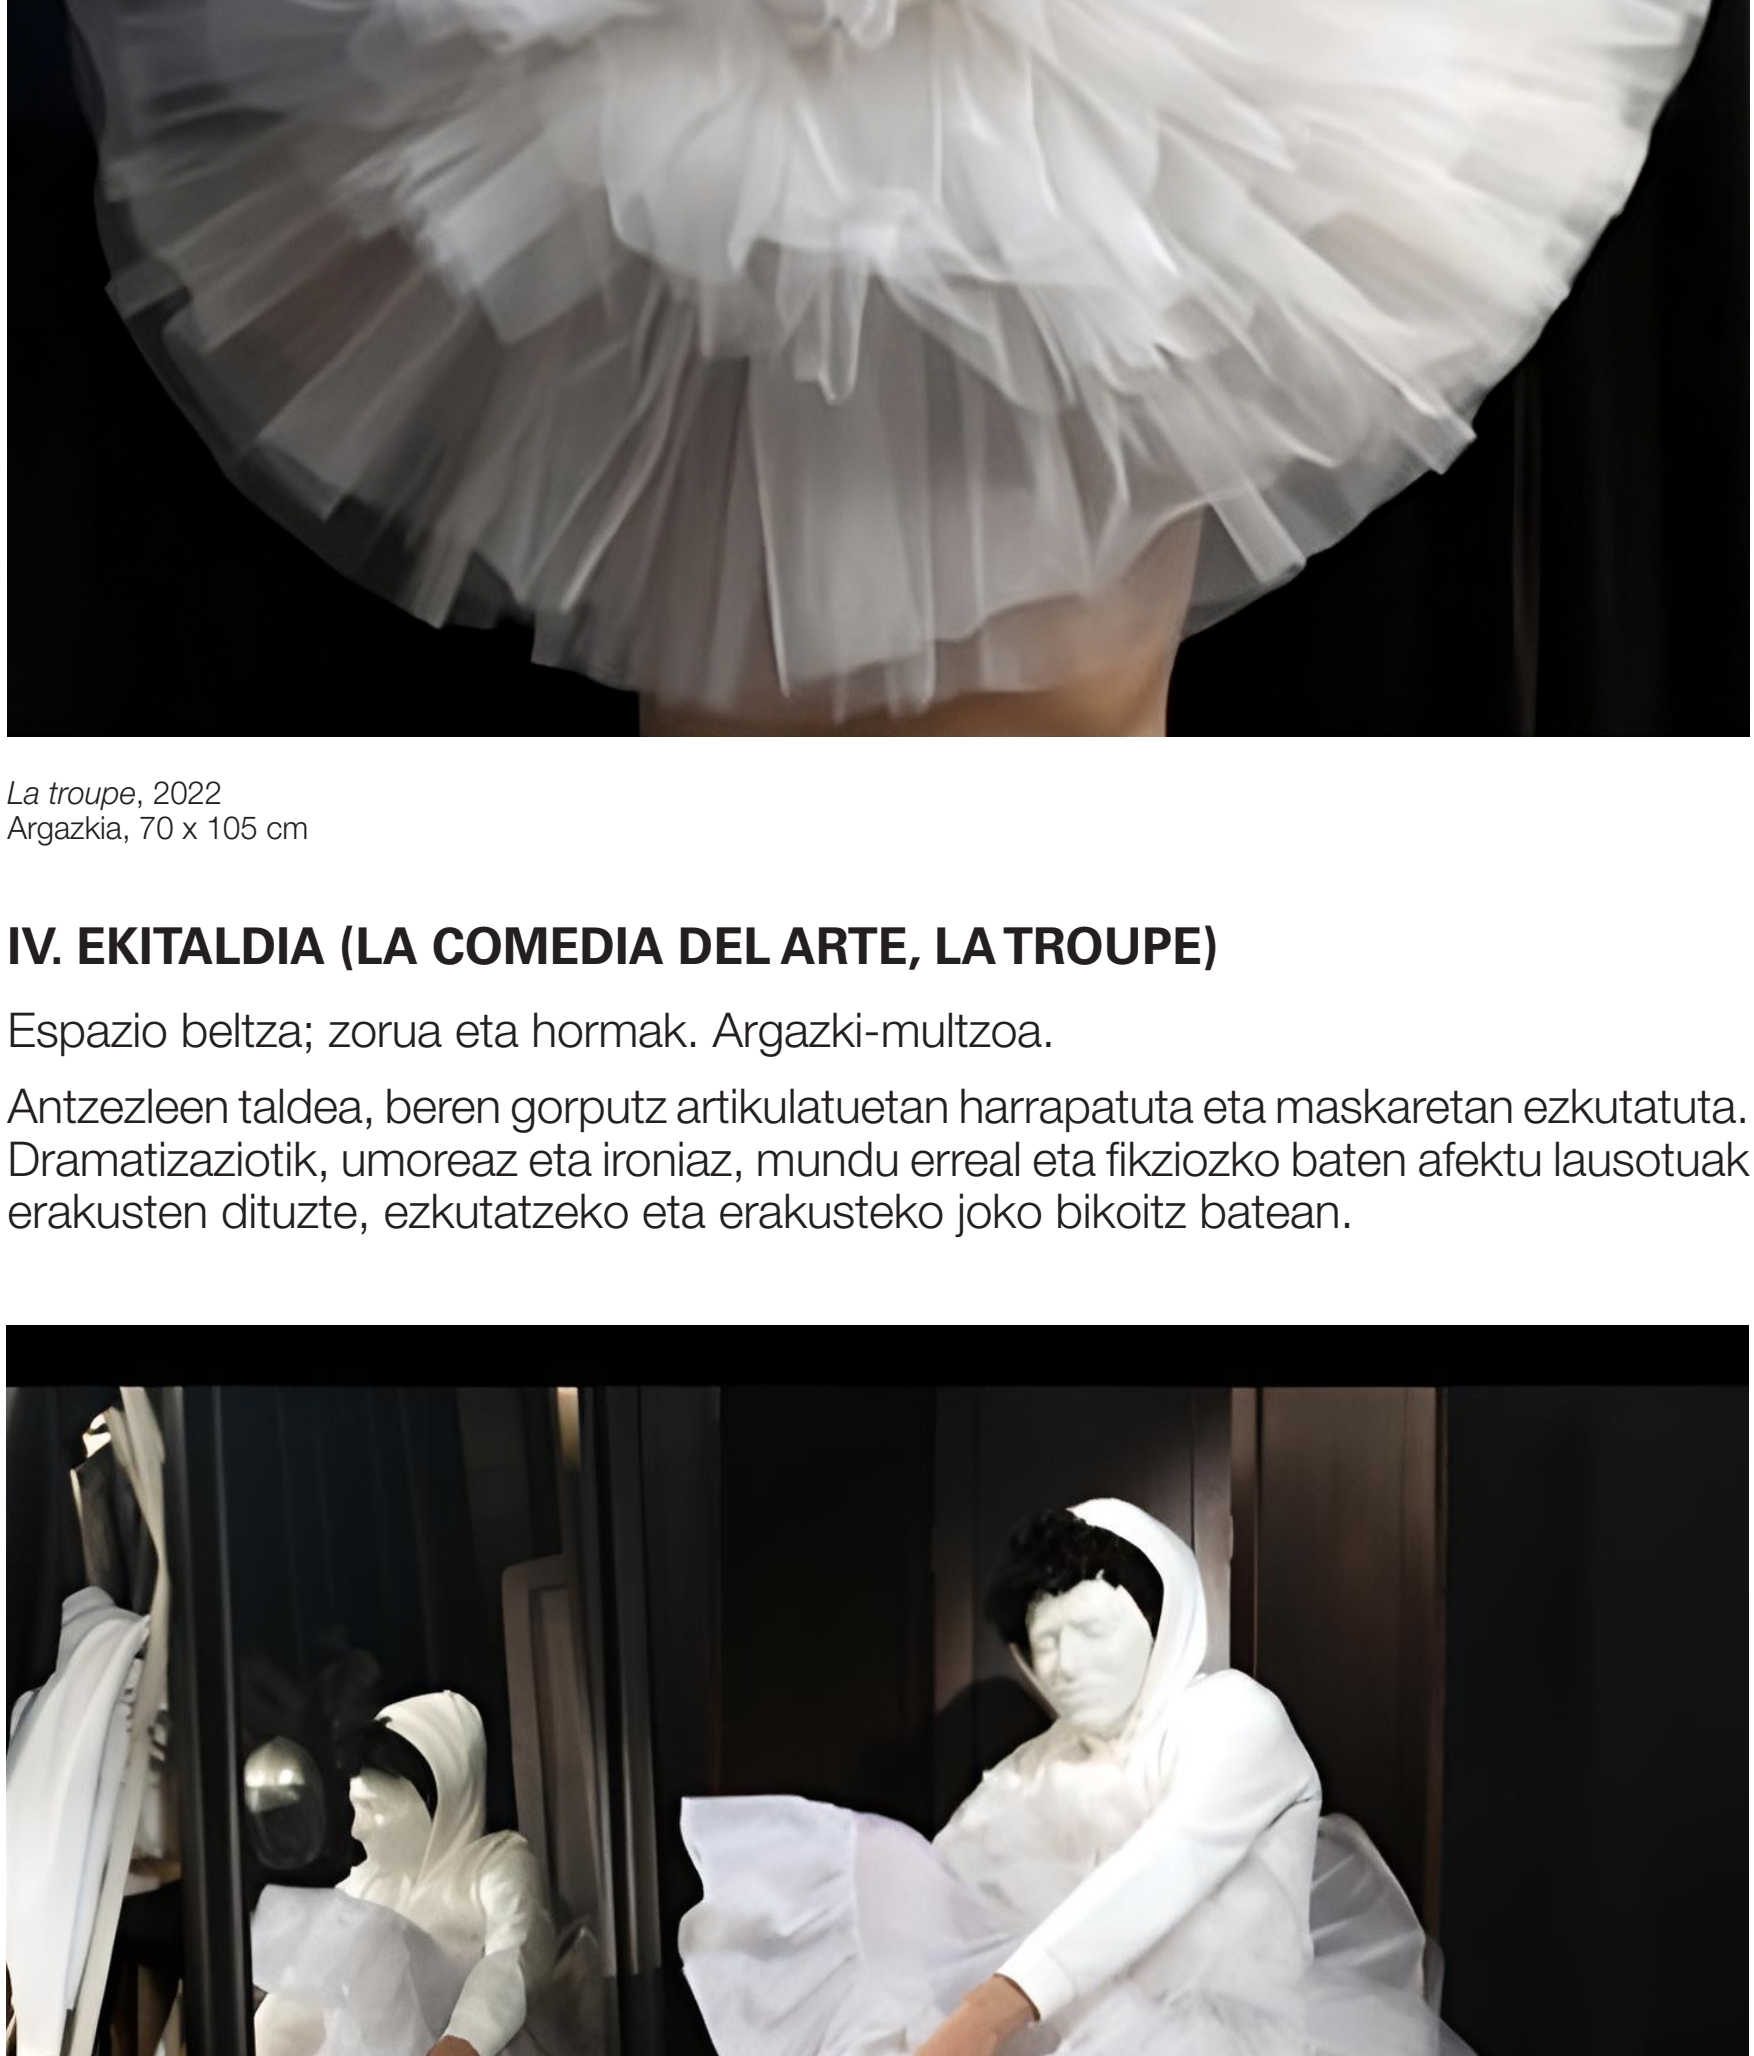 La troupe, 2022
Argazkia, 70 x 105 cm
IV. EKITALDIA (LA COMEDIA DEL ARTE, LA TROUPE)
Espazio beltza; zorua eta hormak. Argazki-multzoa.
Antzezleen taldea, beren gorputz artikulatuetan harrapatuta eta maskaretan ezkutatuta.
Dramatizaziotik, umoreaz eta ironiaz, mundu erreal eta fikziozko baten afektu lausotuak
erakusten dituzte, ezkutatzeko eta erakusteko joko bikoitz batean.